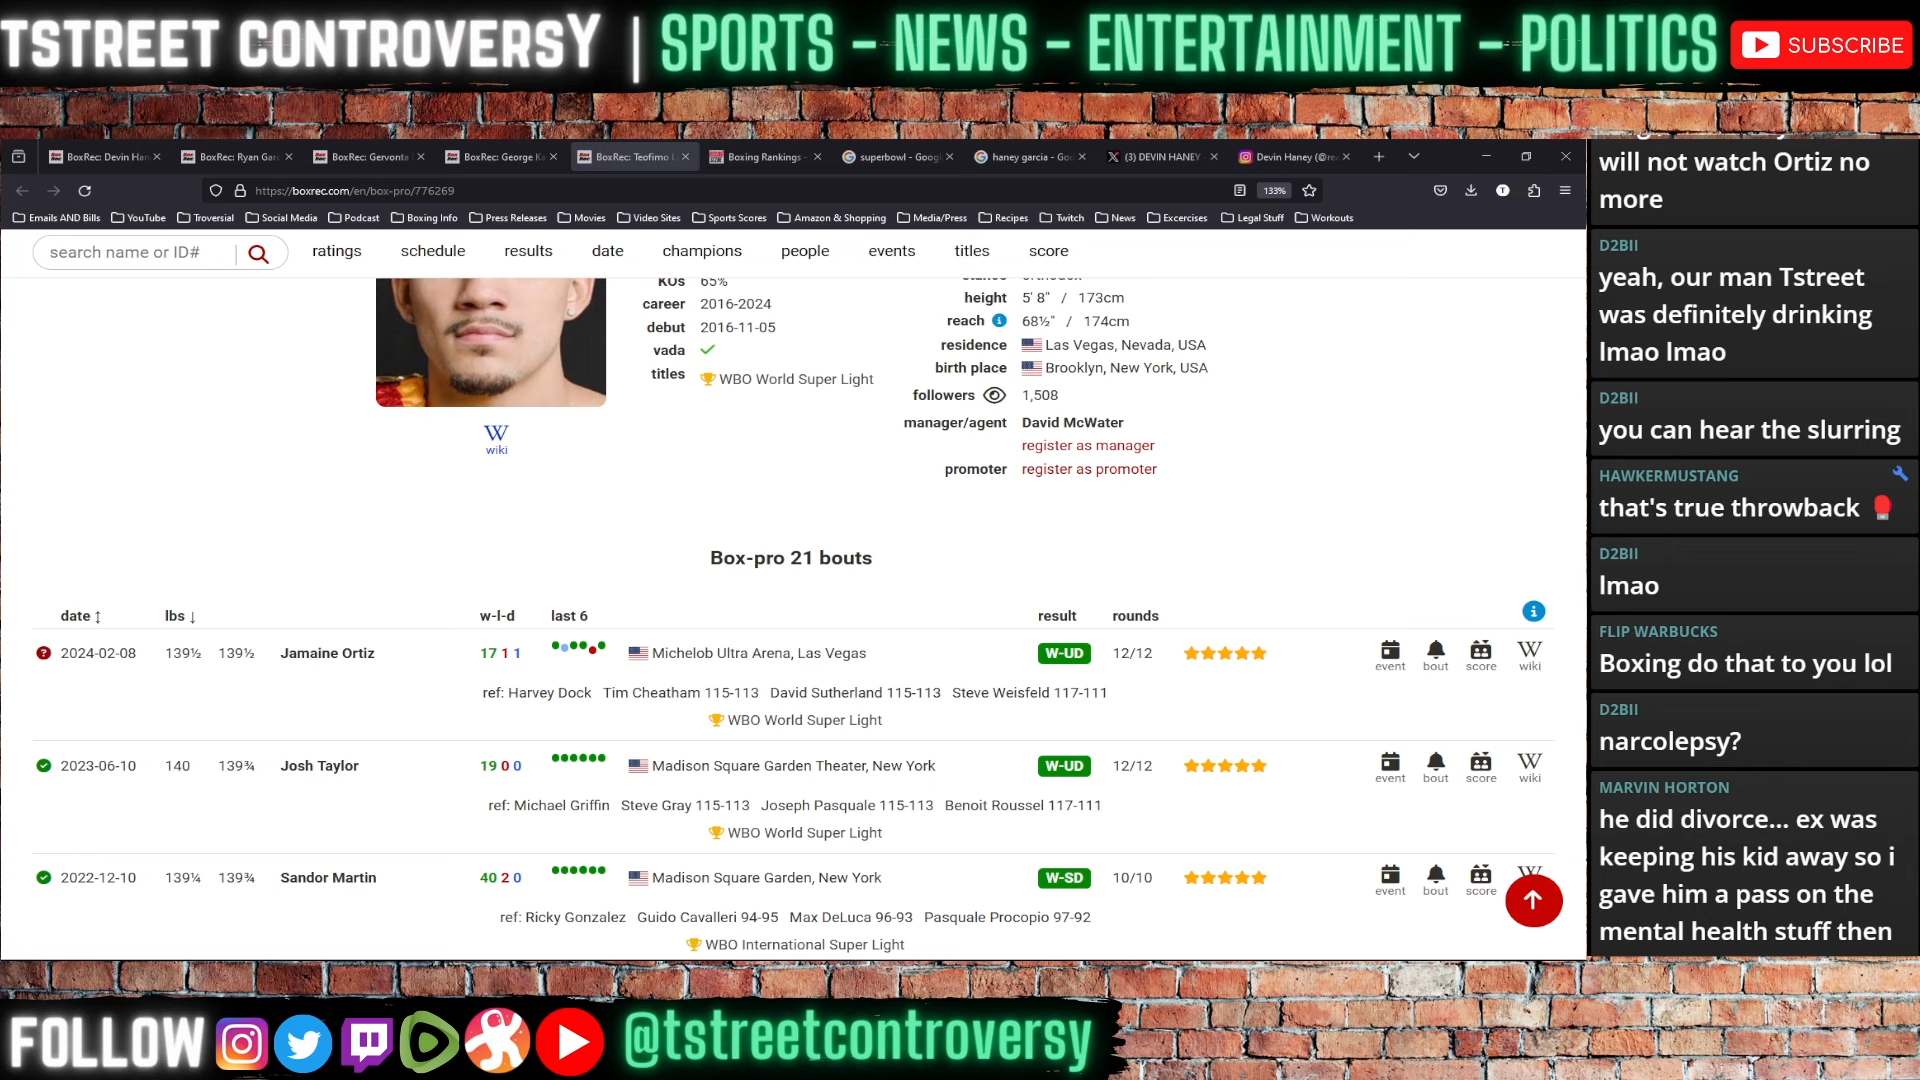 TSTREET CONTROVERSY | SPORTS - NEWS - ENTERTAINMENT - POLITICS SUBSCRIBE
BoxRec: Devin Han BoxRec: Ryan Garc BoxRec: Gervonta BoxRec: George Ka BoxRec: Teofimo L Boxing Rankings - superbowl - Googl haney garcia - Goo (3) DEVIN HANEY Devin Haney (@rea
https://boxrec.com/en/box-pro/776269 133%
Emails AND Bills YouTube Troversial Social Media Podcast Boxing Info Press Releases Movies Video Sites Sports Scores Amazon & Shopping Media/Press Recipes Twitch News Excercises Legal Stuff Workouts
search name or ID# ratings schedule results date champions people events titles score
KOs 65%
career 2016-2024
debut 2016-11-05
vada
titles WBO World Super Light
stance orthodox
height 5' 8" / 173cm
reach 68½" / 174cm
residence Las Vegas, Nevada, USA
birth place Brooklyn, New York, USA
followers 1,508
manager/agent David McWater
register as manager
promoter register as promoter
W
wiki
Box-pro 21 bouts
date lbs w-l-d last 6 result rounds
2024-02-08 139½ 139½ Jamaine Ortiz 17 1 1 Michelob Ultra Arena, Las Vegas W-UD 12/12 event bout score wiki
ref: Harvey Dock Tim Cheatham 115-113 David Sutherland 115-113 Steve Weisfeld 117-111
WBO World Super Light
2023-06-10 140 139¾ Josh Taylor 19 0 0 Madison Square Garden Theater, New York W-UD 12/12 event bout score wiki
ref: Michael Griffin Steve Gray 115-113 Joseph Pasquale 115-113 Benoit Roussel 117-111
WBO World Super Light
2022-12-10 139¼ 139¾ Sandor Martin 40 2 0 Madison Square Garden, New York W-SD 10/10 event bout score
ref: Ricky Gonzalez Guido Cavalleri 94-95 Max DeLuca 96-93 Pasquale Procopio 97-92
WBO International Super Light
will not watch Ortiz no
more
D2BII
yeah, our man Tstreet
was definitely drinking
lmao lmao
D2BII
you can hear the slurring
HAWKERMUSTANG
that's true throwback
D2BII
lmao
FLIP WARBUCKS
Boxing do that to you lol
D2BII
narcolepsy?
MARVIN HORTON
he did divorce... ex was
keeping his kid away so i
gave him a pass on the
mental health stuff then
FOLLOW @tstreetcontroversy